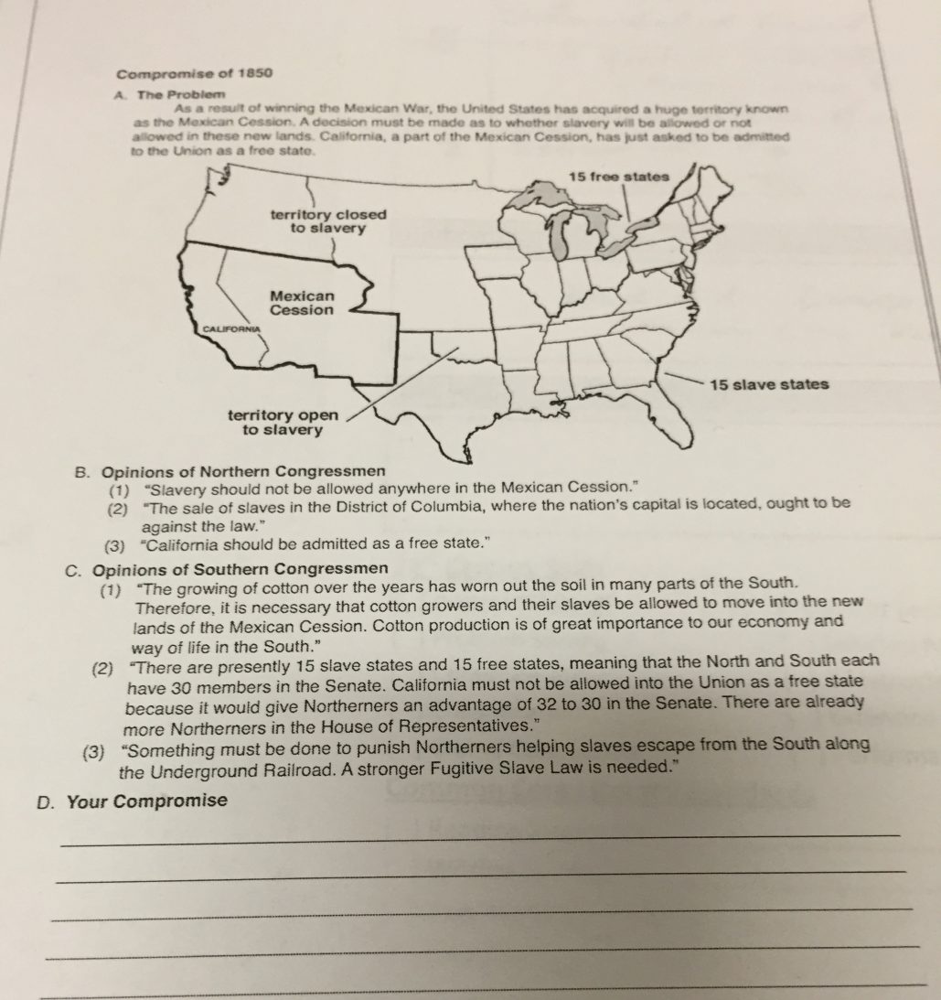 Compromise of 1850
A. The Problem
As a result of winning the Mexican War, the United States has acquired a huge territory known
as the Mexican Cession. A decision must be made as to whether slavery will be allowed or not
allowed in these new lands. California, a part of the Mexican Cession, has just asked to be admitted
to the Union as a free state.
15 free states
territory closed
to slavery
Mexican
Cession
CALIFORNIA
15 slave states
territory open
to slavery
B. Opinions of Northern Congressmen
(1) “Slavery should not be allowed anywhere in the Mexican Cession.”
(2) “The sale of slaves in the District of Columbia, where the nation's capital is located, ought to be
against the law.”
(3) “California should be admitted as a free state.”
C. Opinions of Southern Congressmen
(1) “The growing of cotton over the years has worn out the soil in many parts of the South.
Therefore, it is necessary that cotton growers and their slaves be allowed to move into the new
lands of the Mexican Cession. Cotton production is of great importance to our economy and
way of life in the South.”
(2) “There are presently 15 slave states and 15 free states, meaning that the North and South each
have 30 members in the Senate. California must not be allowed into the Union as a free state
because it would give Northerners an advantage of 32 to 30 in the Senate. There are already
more Northerners in the House of Representatives.”
(3) “Something must be done to punish Northerners helping slaves escape from the South along
the Underground Railroad. A stronger Fugitive Slave Law is needed.”
D. Your Compromise